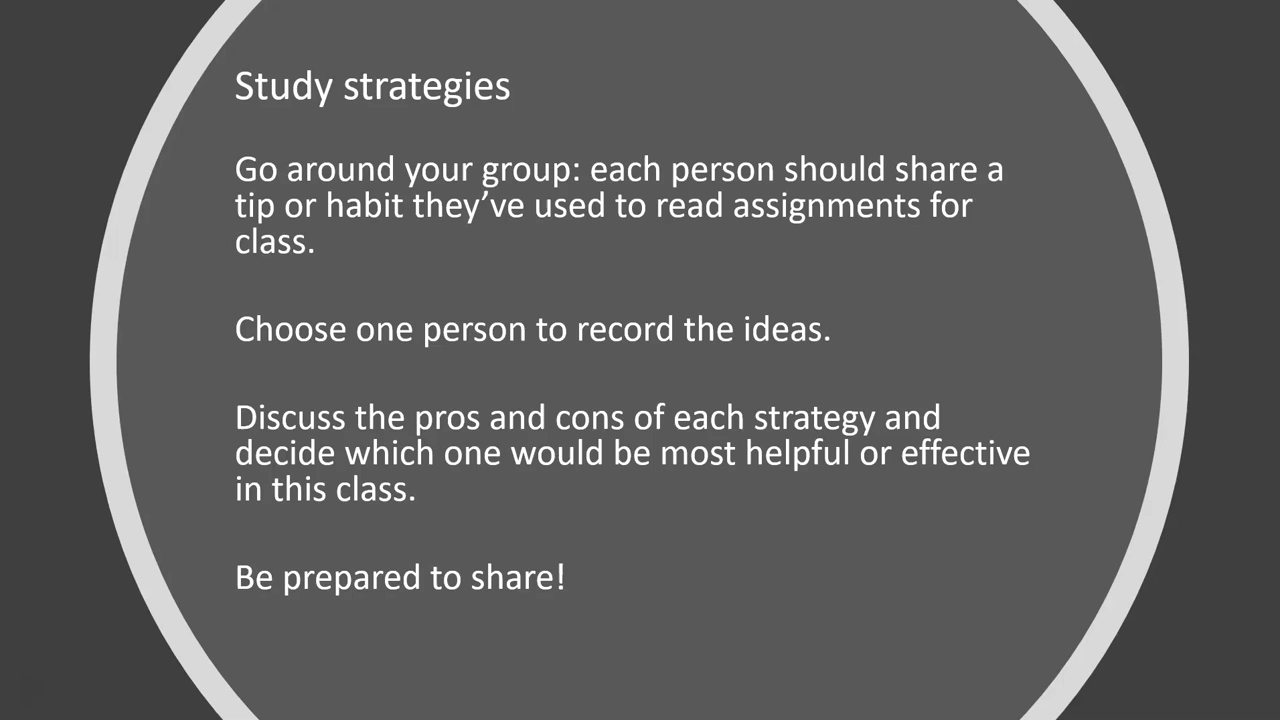 Study strategies
Go around your group: each person should share a
tip or habit they’ve used to read assignments for
class.
Choose one person to record the ideas.
Discuss the pros and cons of each strategy and
decide which one would be most helpful or effective
in this class.
Be prepared to share!